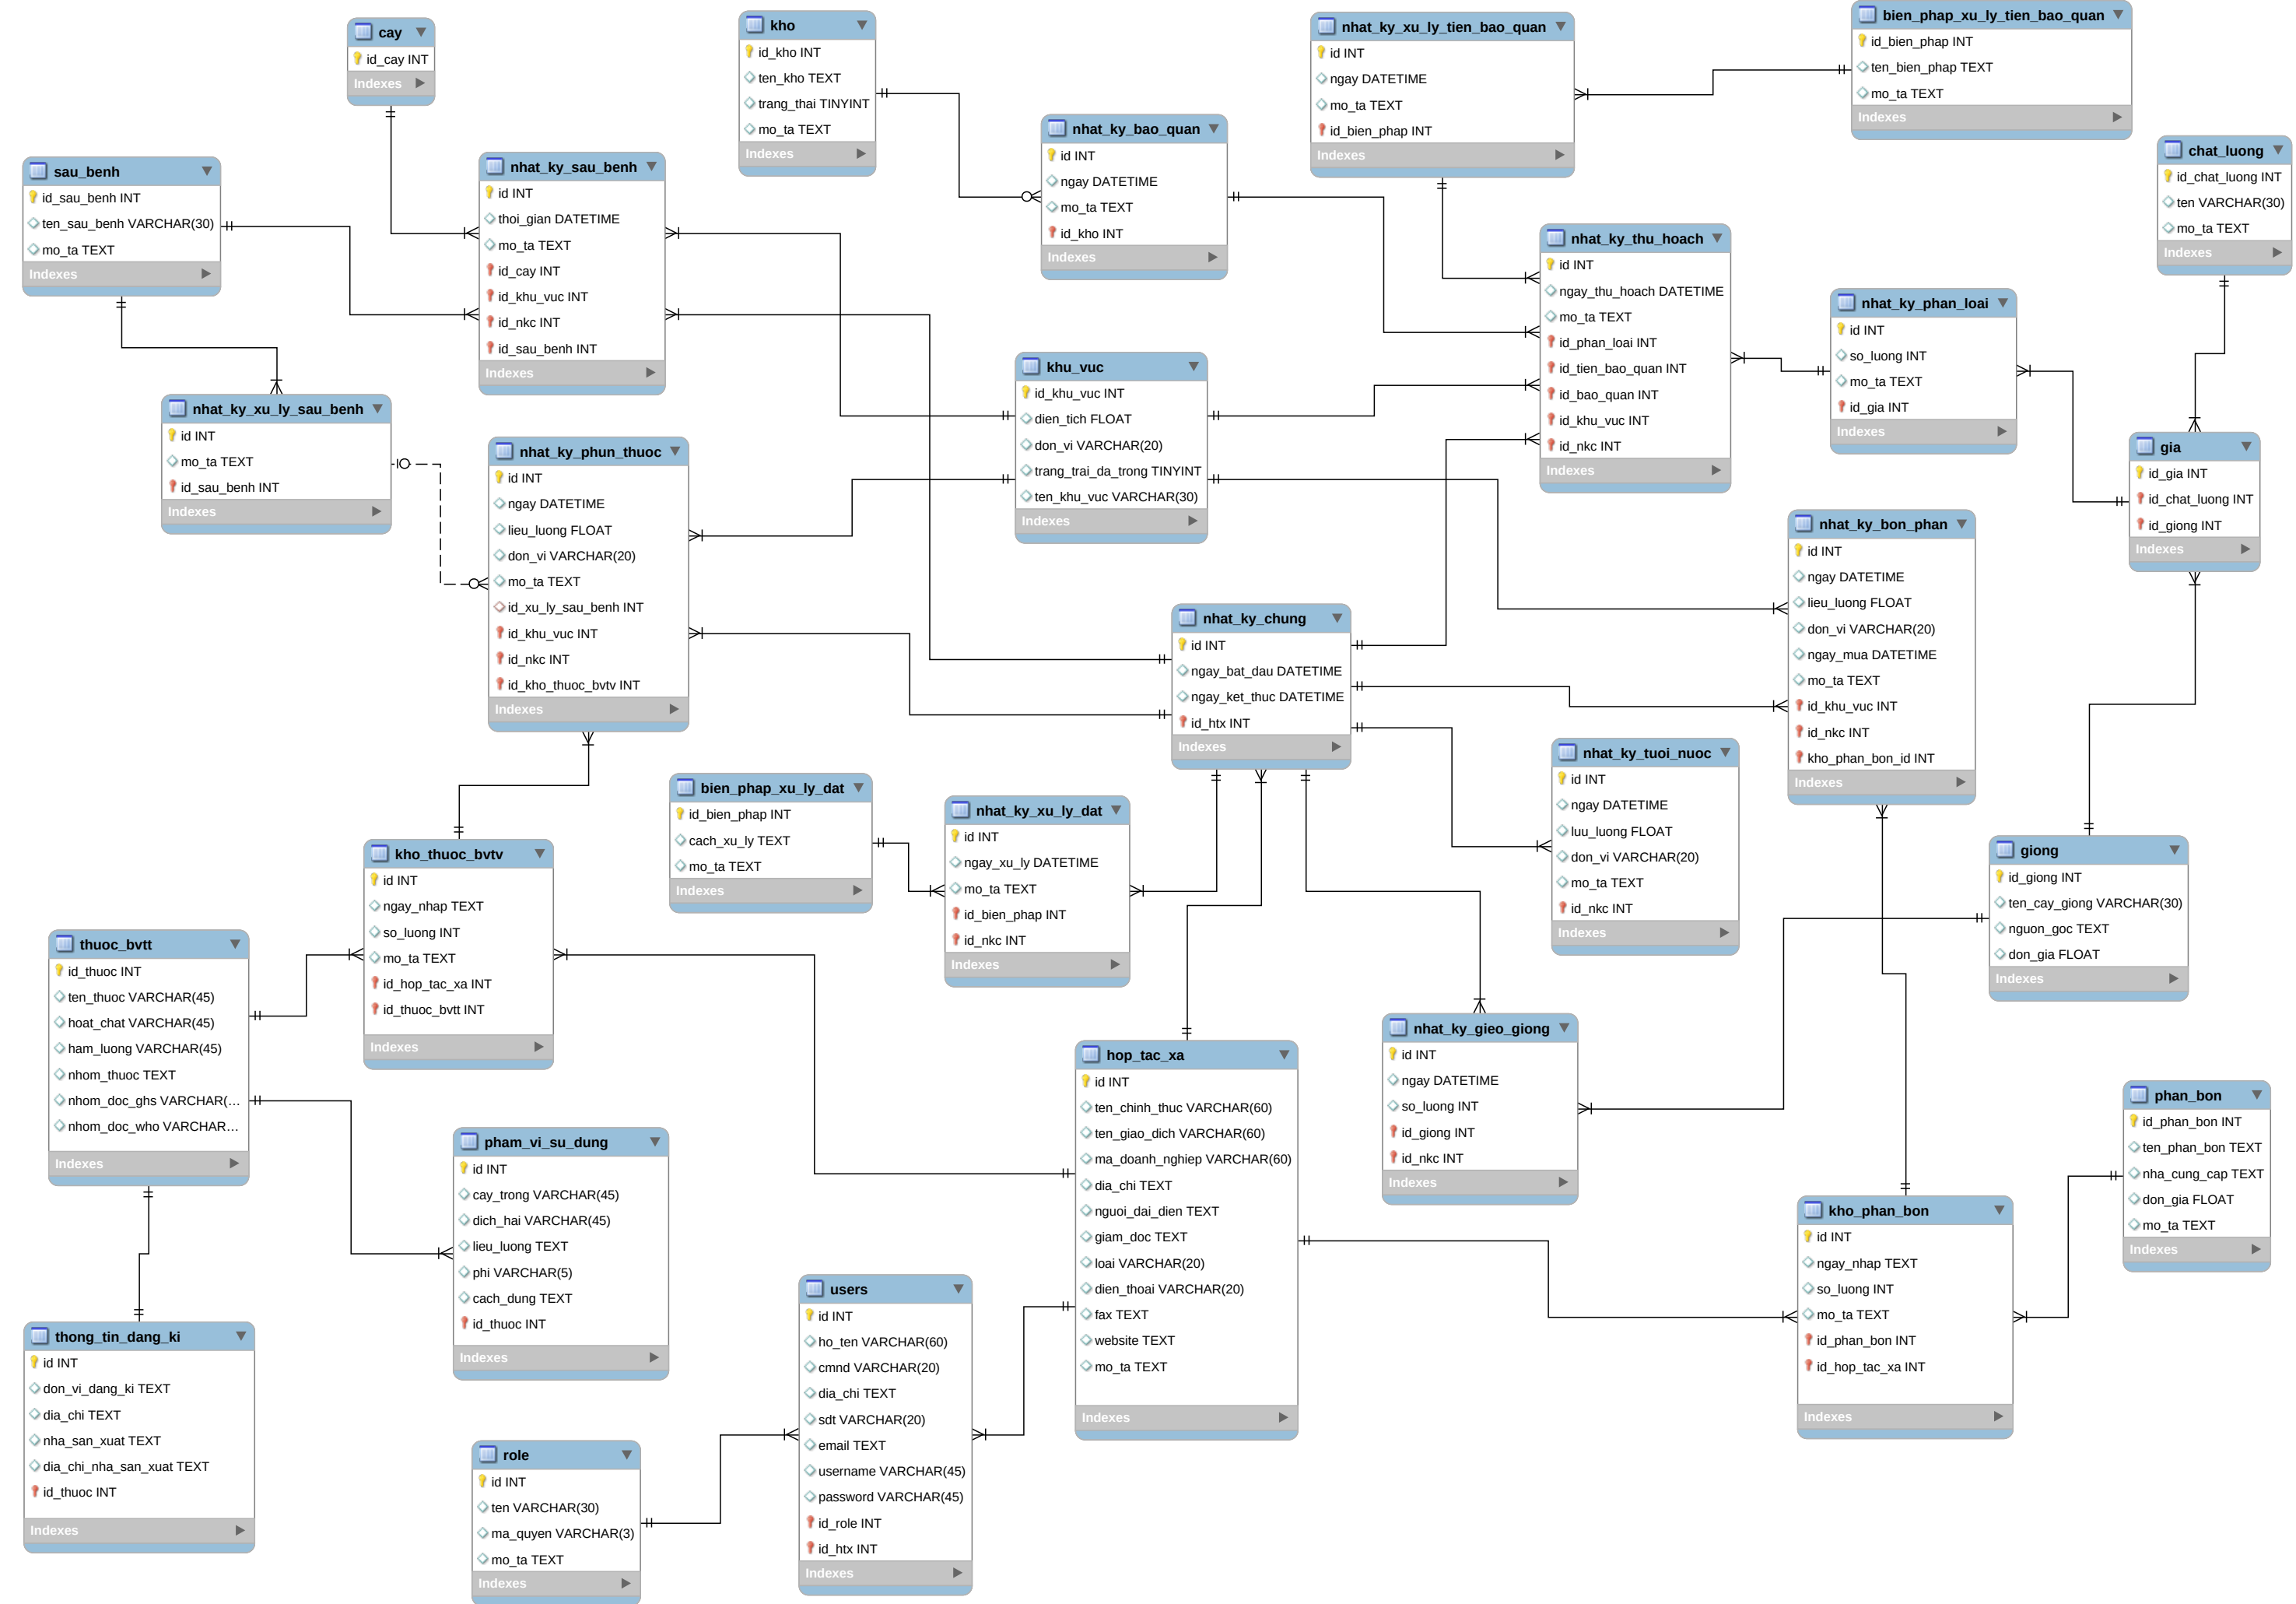 cay
id_cay INT
Indexes
kho
id_kho INT
ten_kho TEXT
trang_thai TINYINT
mo_ta TEXT
Indexes
nhat_ky_xu_ly_tien_bao_quan
id INT
ngay DATETIME
mo_ta TEXT
id_bien_phap INT
Indexes
bien_phap_xu_ly_tien_bao_quan
id_bien_phap INT
ten_bien_phap TEXT
mo_ta TEXT
Indexes
sau_benh
id_sau_benh INT
ten_sau_benh VARCHAR(30)
mo_ta TEXT
Indexes
nhat_ky_sau_benh
id INT
thoi_gian DATETIME
mo_ta TEXT
id_cay INT
id_khu_vuc INT
id_nkc INT
id_sau_benh INT
Indexes
nhat_ky_bao_quan
id INT
ngay DATETIME
mo_ta TEXT
id_kho INT
Indexes
chat_luong
id_chat_luong INT
ten VARCHAR(30)
mo_ta TEXT
Indexes
nhat_ky_thu_hoach
id INT
ngay_thu_hoach DATETIME
mo_ta TEXT
id_phan_loai INT
id_tien_bao_quan INT
id_bao_quan INT
id_khu_vuc INT
id_nkc INT
Indexes
nhat_ky_phan_loai
id INT
so_luong INT
mo_ta TEXT
id_gia INT
Indexes
khu_vuc
id_khu_vuc INT
dien_tich FLOAT
don_vi VARCHAR(20)
trang_trai_da_trong TINYINT
ten_khu_vuc VARCHAR(30)
Indexes
nhat_ky_xu_ly_sau_benh
id INT
mo_ta TEXT
id_sau_benh INT
Indexes
nhat_ky_phun_thuoc
id INT
ngay DATETIME
lieu_luong FLOAT
don_vi VARCHAR(20)
mo_ta TEXT
id_xu_ly_sau_benh INT
id_khu_vuc INT
id_nkc INT
id_kho_thuoc_bvtv INT
Indexes
gia
id_gia INT
id_chat_luong INT
id_giong INT
Indexes
nhat_ky_bon_phan
id INT
ngay DATETIME
lieu_luong FLOAT
don_vi VARCHAR(20)
ngay_mua DATETIME
mo_ta TEXT
id_khu_vuc INT
id_nkc INT
kho_phan_bon_id INT
Indexes
nhat_ky_chung
id INT
ngay_bat_dau DATETIME
ngay_ket_thuc DATETIME
id_htx INT
Indexes
nhat_ky_tuoi_nuoc
id INT
ngay DATETIME
luu_luong FLOAT
don_vi VARCHAR(20)
mo_ta TEXT
id_nkc INT
Indexes
bien_phap_xu_ly_dat
id_bien_phap INT
cach_xu_ly TEXT
mo_ta TEXT
Indexes
nhat_ky_xu_ly_dat
id INT
ngay_xu_ly DATETIME
mo_ta TEXT
id_bien_phap INT
id_nkc INT
Indexes
kho_thuoc_bvtv
id INT
ngay_nhap TEXT
so_luong INT
mo_ta TEXT
id_hop_tac_xa INT
id_thuoc_bvtt INT
Indexes
giong
id_giong INT
ten_cay_giong VARCHAR(30)
nguon_goc TEXT
don_gia FLOAT
Indexes
thuoc_bvtt
id_thuoc INT
ten_thuoc VARCHAR(45)
hoat_chat VARCHAR(45)
ham_luong VARCHAR(45)
nhom_thuoc TEXT
nhom_doc_ghs VARCHAR(...
nhom_doc_who VARCHAR...
Indexes
nhat_ky_gieo_giong
id INT
ngay DATETIME
so_luong INT
id_giong INT
id_nkc INT
Indexes
hop_tac_xa
id INT
ten_chinh_thuc VARCHAR(60)
ten_giao_dich VARCHAR(60)
ma_doanh_nghiep VARCHAR(60)
dia_chi TEXT
nguoi_dai_dien TEXT
giam_doc TEXT
loai VARCHAR(20)
dien_thoai VARCHAR(20)
fax TEXT
website TEXT
mo_ta TEXT
Indexes
phan_bon
id_phan_bon INT
ten_phan_bon TEXT
nha_cung_cap TEXT
don_gia FLOAT
mo_ta TEXT
Indexes
pham_vi_su_dung
id INT
cay_trong VARCHAR(45)
dich_hai VARCHAR(45)
lieu_luong TEXT
phi VARCHAR(5)
cach_dung TEXT
id_thuoc INT
Indexes
kho_phan_bon
id INT
ngay_nhap TEXT
so_luong INT
mo_ta TEXT
id_phan_bon INT
id_hop_tac_xa INT
Indexes
users
id INT
ho_ten VARCHAR(60)
cmnd VARCHAR(20)
dia_chi TEXT
sdt VARCHAR(20)
email TEXT
username VARCHAR(45)
password VARCHAR(45)
id_role INT
id_htx INT
Indexes
thong_tin_dang_ki
id INT
don_vi_dang_ki TEXT
dia_chi TEXT
nha_san_xuat TEXT
dia_chi_nha_san_xuat TEXT
id_thuoc INT
Indexes
role
id INT
ten VARCHAR(30)
ma_quyen VARCHAR(3)
mo_ta TEXT
Indexes